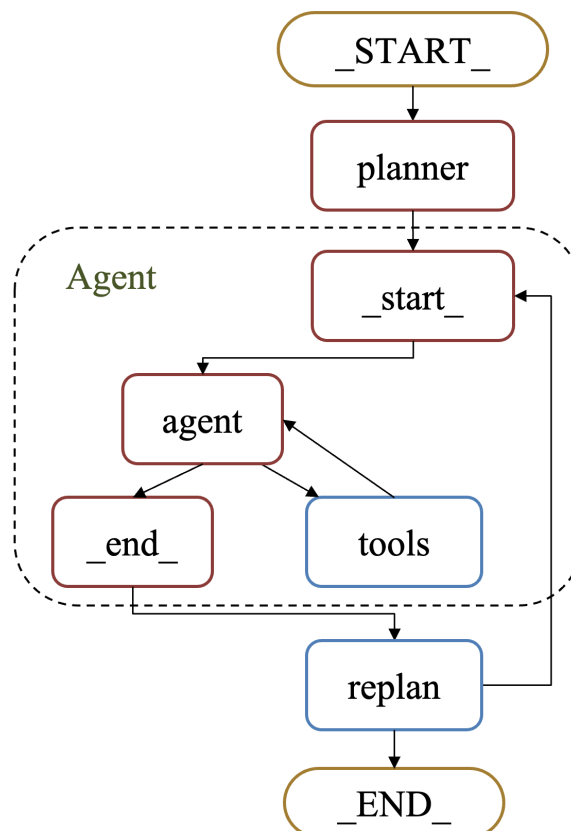 _START_
planner
Agent
_start_
agent
_end_
tools
replan
_END_